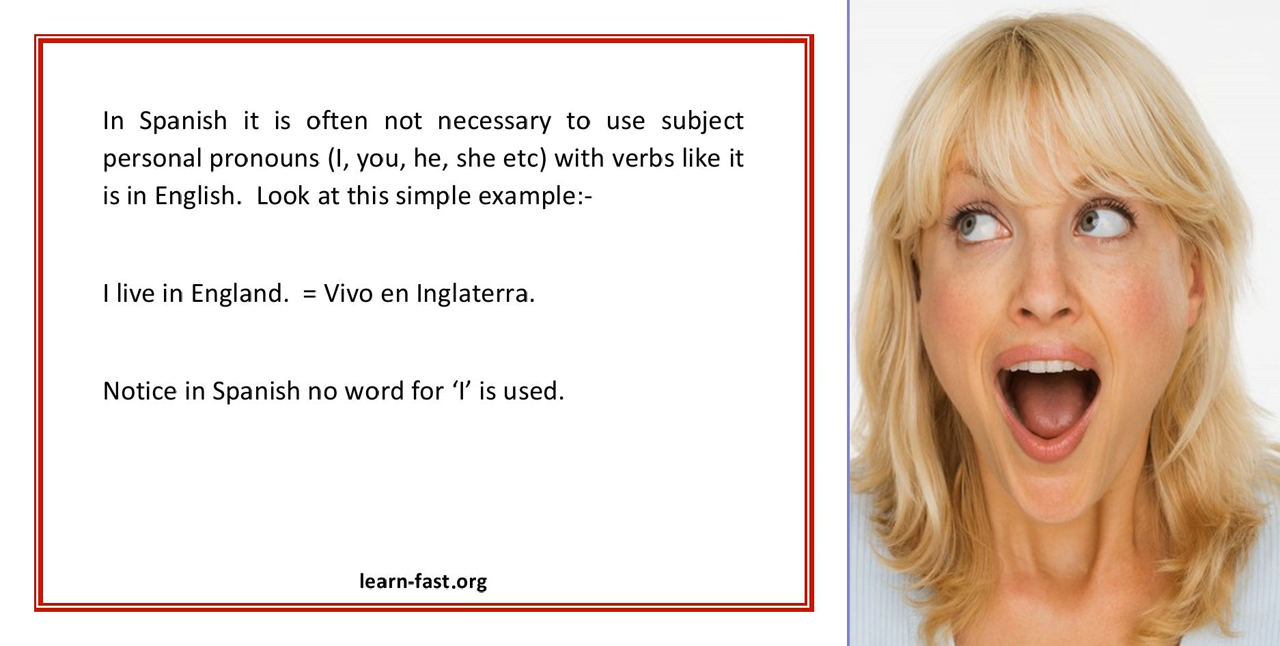 In Spanish it is often not necessary to use subject
personal pronouns (I, you, he, she etc) with verbs like it
is in English.  Look at this simple example:-
I live in England.  = Vivo en Inglaterra.
Notice in Spanish no word for ‘I’ is used.
learn-fast.org